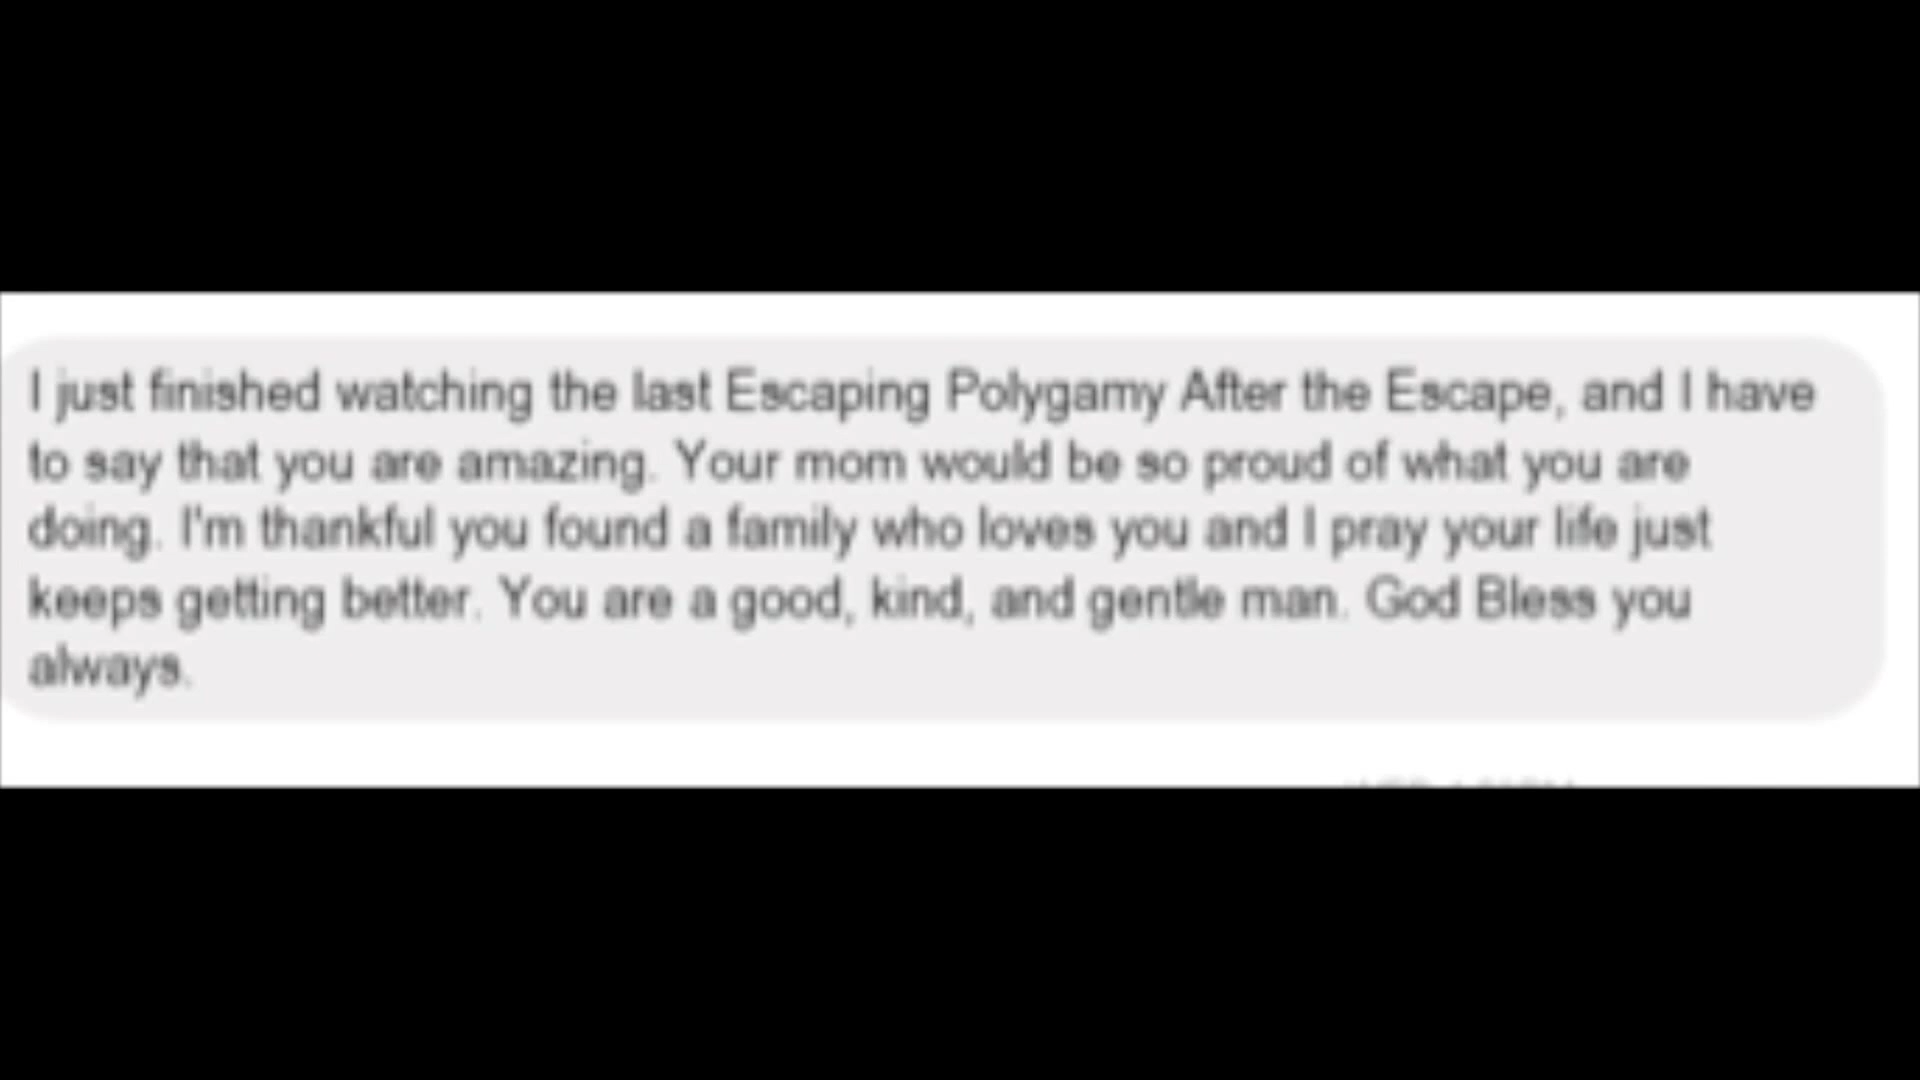 I just finished watching the last Escaping Polygamy After the Escape, and I have
to say that you are amazing. Your mom would be so proud of what you are
doing. I'm thankful you found a family who loves you and I pray your life just
keeps getting better. You are a good, kind, and gentle man. God Bless you
always.